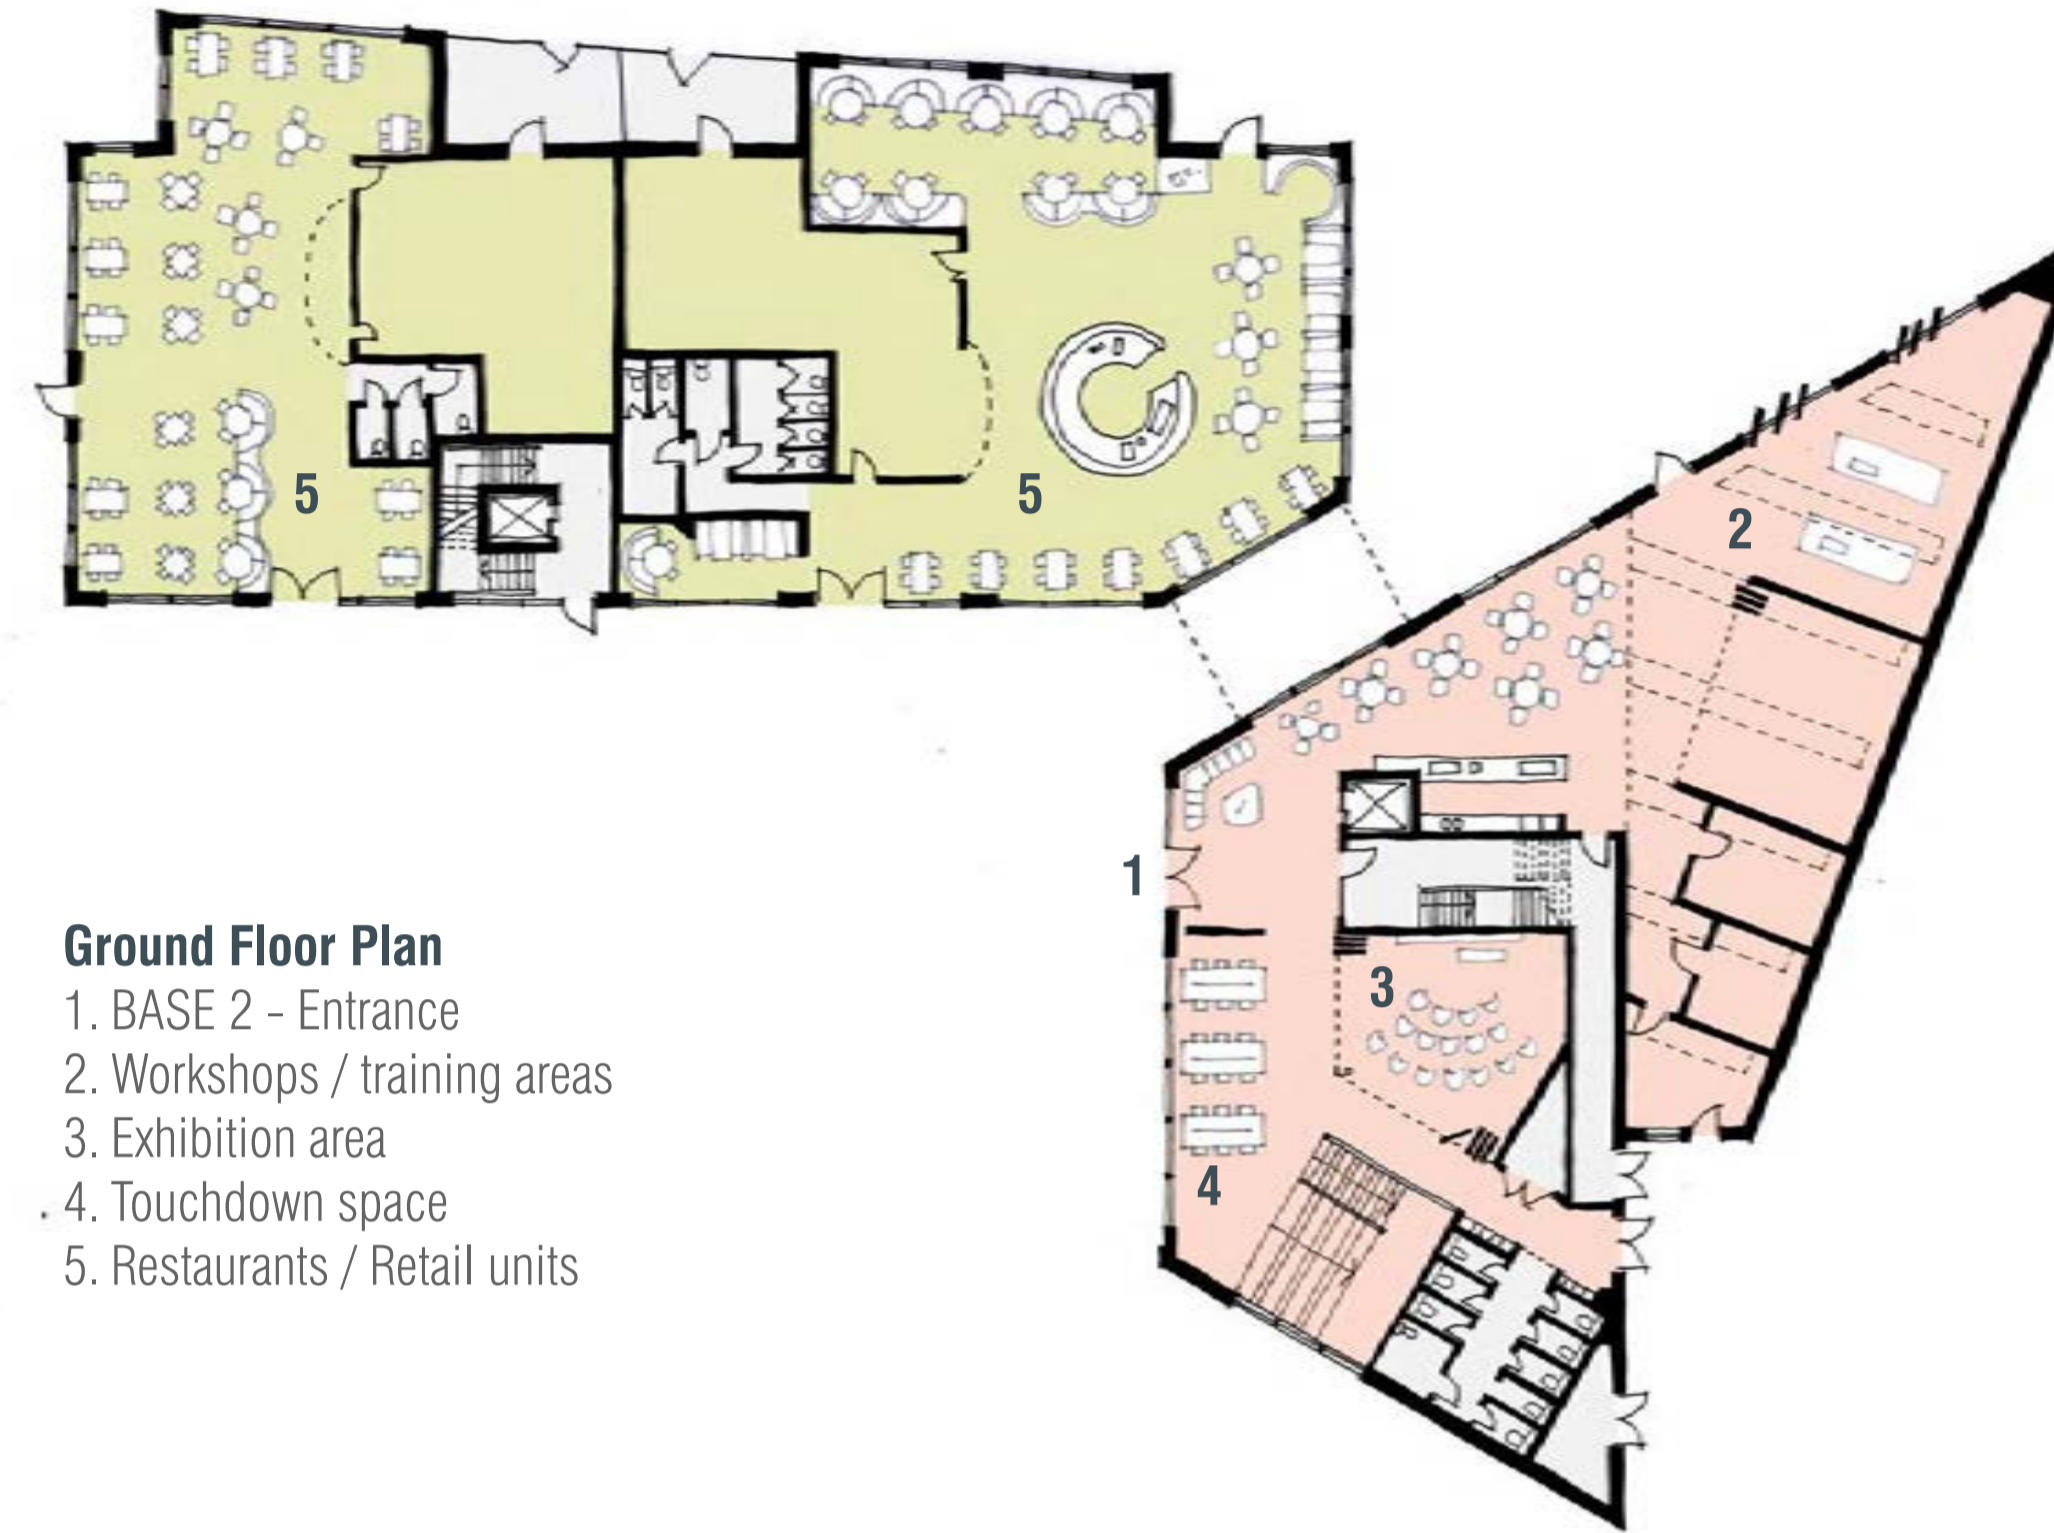 5
5
2
1
3
4
Ground Floor Plan
1. BASE 2 - Entrance
2. Workshops / training areas
3. Exhibition area
4. Touchdown space
5. Restaurants / Retail units